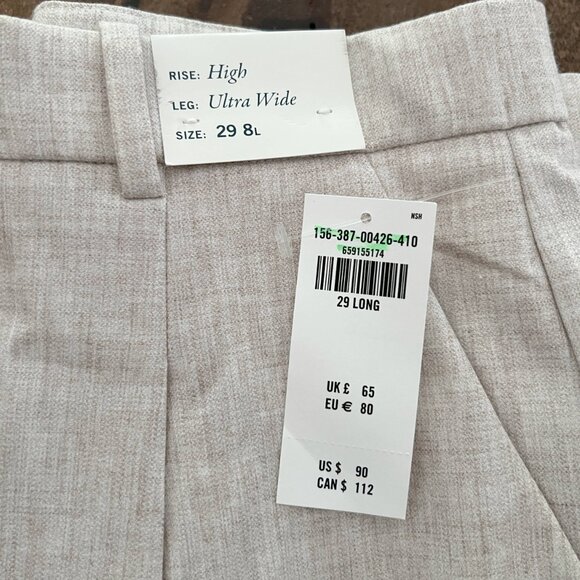 RISE: High
LEG: Ultra Wide
SIZE: 29 8L
NSH
156-387-00426-410
659155174
29 LONG
UK £ 65
EU € 80
US $ 90
CAN $ 112